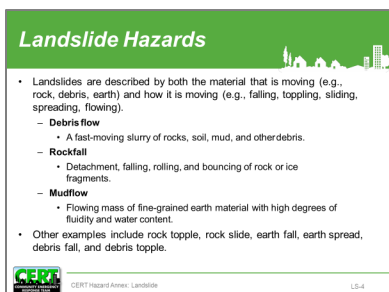 Landslide Hazards
• Landslides are described by both the material that is moving (e.g.,
rock, debris, earth) and how it is moving (e.g., falling, toppling, sliding,
spreading, flowing).
– Debris flow
• A fast-moving slurry of rocks, soil, mud, and other debris.
– Rockfall
• Detachment, falling, rolling, and bouncing of rock or ice
fragments.
– Mudflow
• Flowing mass of fine-grained earth material with high degrees of
fluidity and water content.
• Other examples include rock topple, rock slide, earth fall, earth spread,
debris fall, and debris topple.
CERT
COMMUNITY EMERGENCY
RESPONSE TEAM
CERT Hazard Annex: Landslide
LS-4